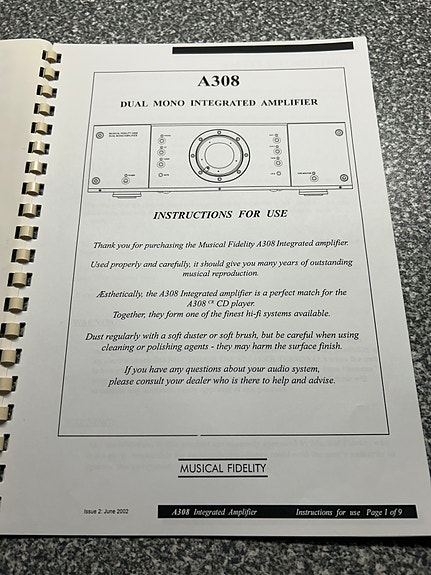 A308
DUAL MONO INTEGRATED AMPLIFIER
INSTRUCTIONS FOR USE
Thank you for purchasing the Musical Fidelity A308 Integrated amplifier.
Used properly and carefully, it should give you many years of outstanding
musical reproduction.
Æsthetically, the A308 Integrated amplifier is a perfect match for the
A308 CR CD player.
Together, they form one of the finest hi-fi systems available.
Dust regularly with a soft duster or soft brush, but be careful when using
cleaning or polishing agents - they may harm the surface finish.
If you have any questions about your audio system,
please consult your dealer who is there to help and advise.
MUSICAL FIDELITY
Issue 2: June 2002
A308 Integrated Amplifier Instructions for use Page 1 of 9